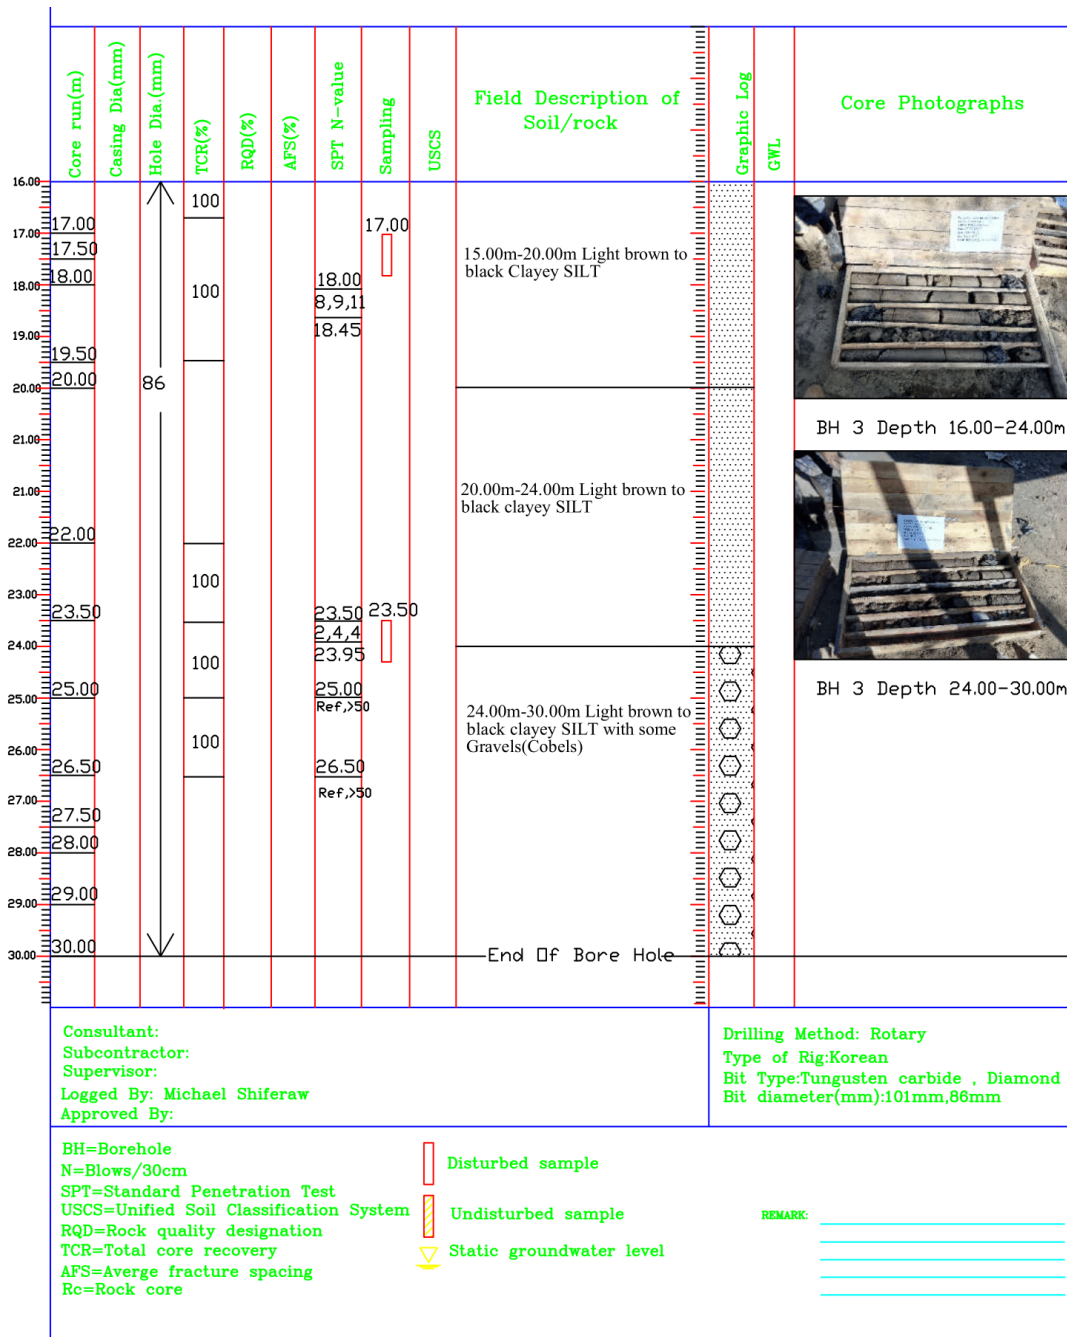 Core run(m)
Casing Dia(mm)
Hole Dia.(mm)
TCR(%)
RQD(%)
AFS(%)
SPT N-value
Sampling
USCS
Field Description of
Soil/rock
Graphic Log
GWL
Core Photographs
16.00
17.00
18.00
19.00
20.00
21.00
21.00
22.00
23.00
24.00
25.00
26.00
27.00
28.00
29.00
30.00
17.00
17.50
18.00
19.50
20.00
22.00
23.50
25.00
26.50
27.50
28.00
29.00
30.00
86
100
100
100
100
100
18.00
8,9,11
18.45
23.50
2,4,4
23.95
25.00
Ref,>50
26.50
Ref,>50
17.00
23.50
15.00m-20.00m Light brown to
black Clayey SILT
20.00m-24.00m Light brown to
black clayey SILT
24.00m-30.00m Light brown to
black clayey SILT with some
Gravels(Cobels)
End Of Bore Hole
BH 3 Depth 16.00-24.00m
BH 3 Depth 24.00-30.00m
Consultant:
Subcontractor:
Supervisor:
Logged By: Michael Shiferaw
Approved By:
Drilling Method: Rotary
Type of Rig:Korean
Bit Type:Tungusten carbide , Diamond
Bit diameter(mm):101mm,86mm
BH=Borehole
N=Blows/30cm
SPT=Standard Penetration Test
USCS=Unified Soil Classification System
RQD=Rock quality designation
TCR=Total core recovery
AFS=Averge fracture spacing
Rc=Rock core
Disturbed sample
Undisturbed sample
Static groundwater level
REMARK: